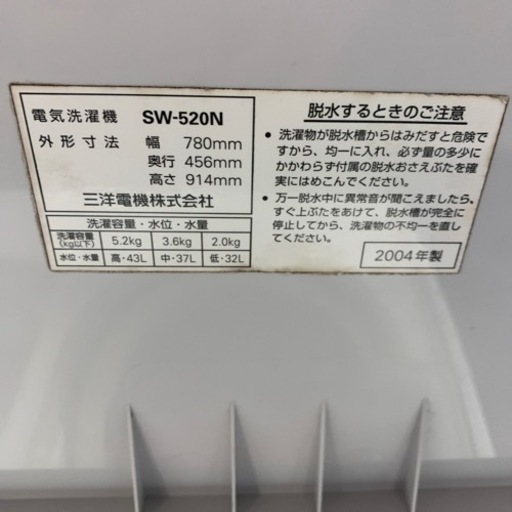 電気洗濯機 SW-520N
外形寸法 幅 780mm
奥行 456mm
高さ 914mm
三洋電機株式会社
洗濯容量・水位・水量
洗濯容量(kg以下) 5.2kg 3.6kg 2.0kg
水位・水量 高・43L 中・37L 低・32L
脱水するときのご注意
● 洗濯物が脱水槽からはみだすと危険で
すから、均一に入れ、必ず量の多少に
かかわらず付属の脱水おさえぶたを確
実にはめこんでください。
● 万一脱水中に異常音が聞こえましたら、
すぐ上ぶたをあけて、脱水槽が完全に
停止してから、洗濯物の不均一を直し
てください。
2004年製